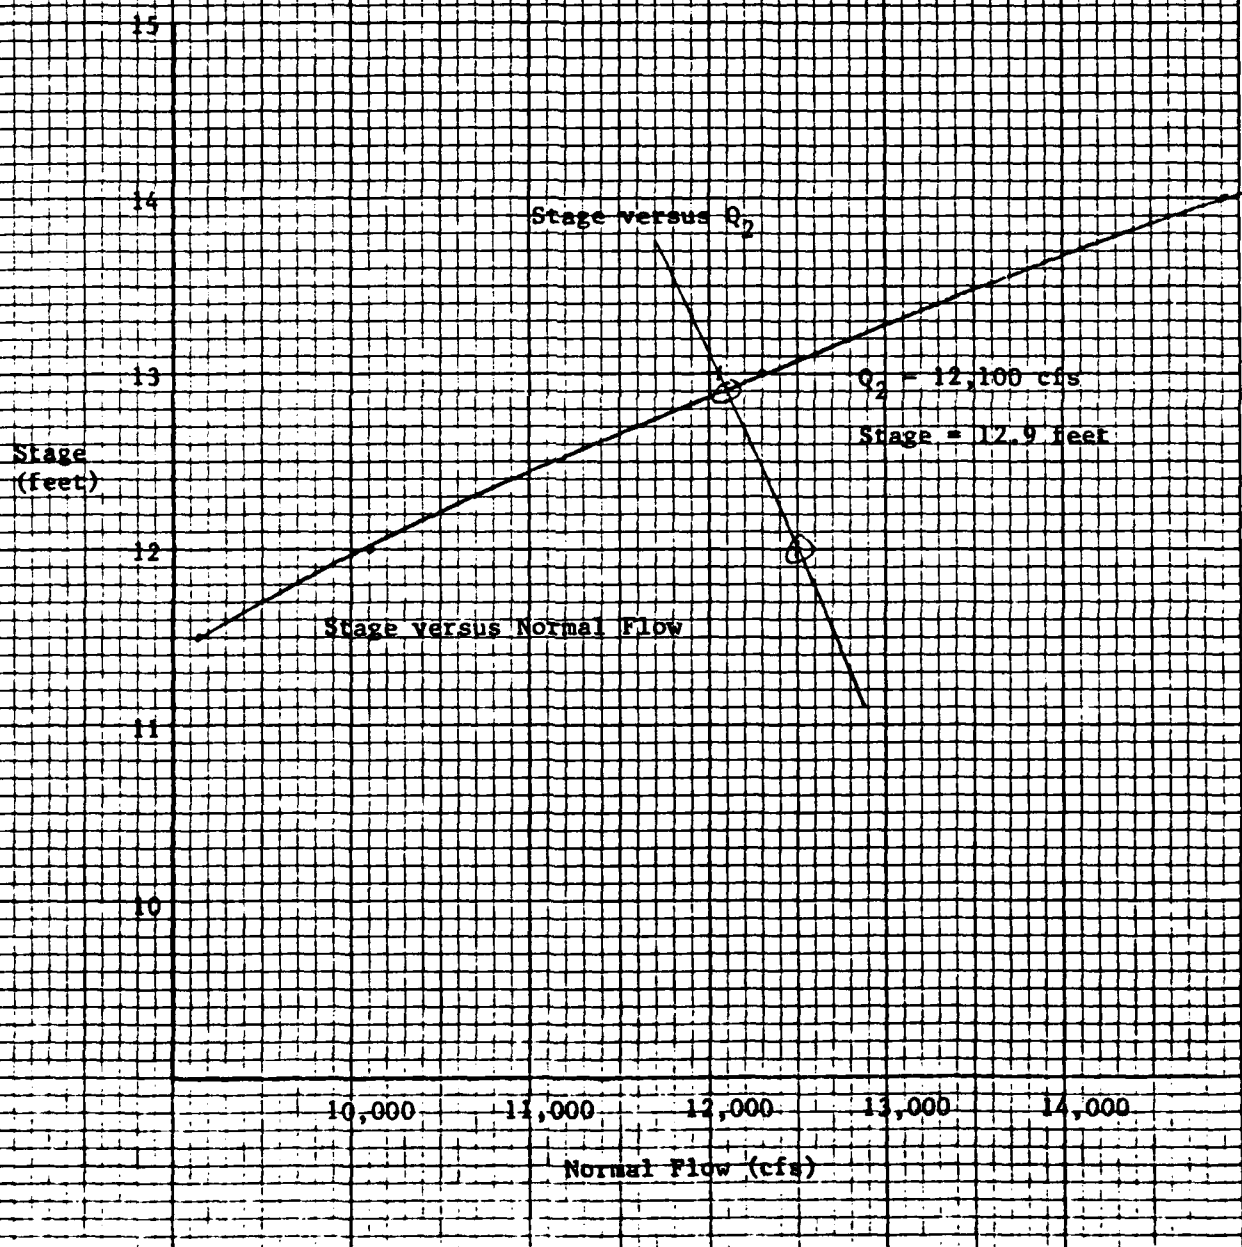 15
14
Stage versus Q2
13
Q2 = 12,100 cfs
Stage = 12.9 feet
Stage
(feet)
12
Stage versus Normal Flow
11
10
10,000 11,000 12,000 13,000 14,000
Normal Flow (cfs)